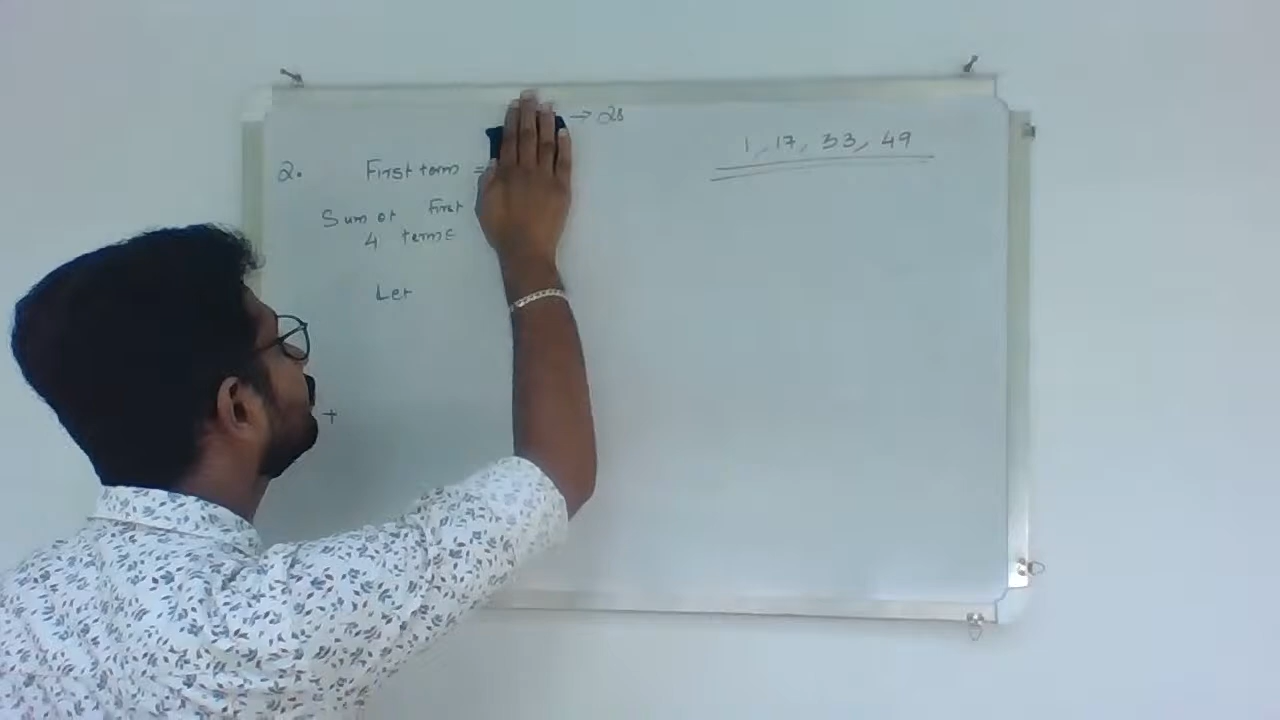 → 28
1, 17, 33, 49
2. First term =
Sum of First
4 terms
Let
+